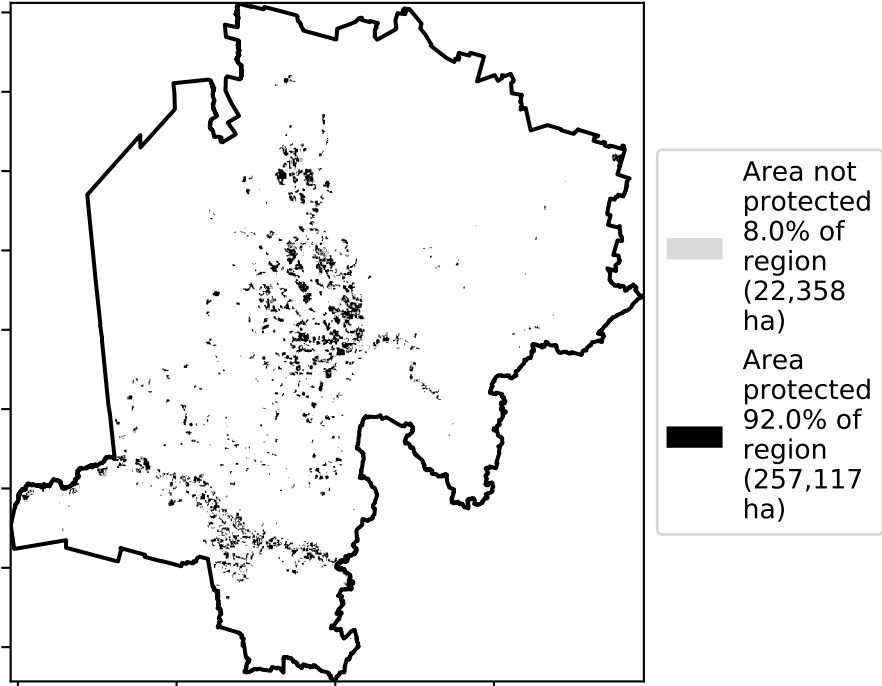 Area not
protected
8.0% of
region
(22,358
ha)
Area
protected
92.0% of
region
(257,117
ha)